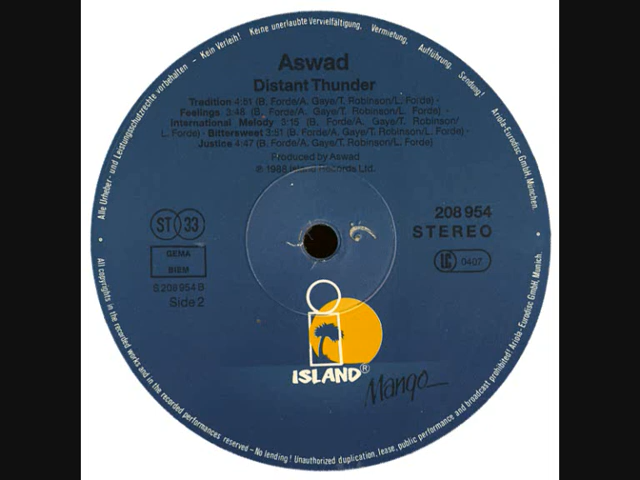 Alle Urheber- und Leistungsschutzrechte vorbehalten - Kein Verleih! Keine unerlaubte Vervielfältigung, Vermietung, Aufführung, Sendung!
Ariola-Eurodisc GmbH, München.
Aswad
Distant Thunder
Tradition 4:51 (B. Forde/A. Gaye/T. Robinson/L. Forde) ·
Feelings 3:48 (B. Forde/A. Gaye/T. Robinson/L. Forde) ·
International Melody 3:15 (B. Forde/A. Gaye/T. Robinson/
L. Forde) · Bittersweet 3:51 (B. Forde/A. Gaye/T. Robinson/L. Forde) ·
Justice 4:47 (B. Forde/A. Gaye/T. Robinson/L. Forde)
Produced by Aswad
℗ 1988 Island Records Ltd.
ST 33
208 954
STEREO
GEMA
BIEM
LC 0407
S 208 954 B
Side 2
ISLAND®
Mango
All copyrights in the recorded works and in the recorded performances reserved - No lending! Unauthorized duplication, lease, public performance and broadcast prohibited! Ariola-Eurodisc GmbH, Munich.